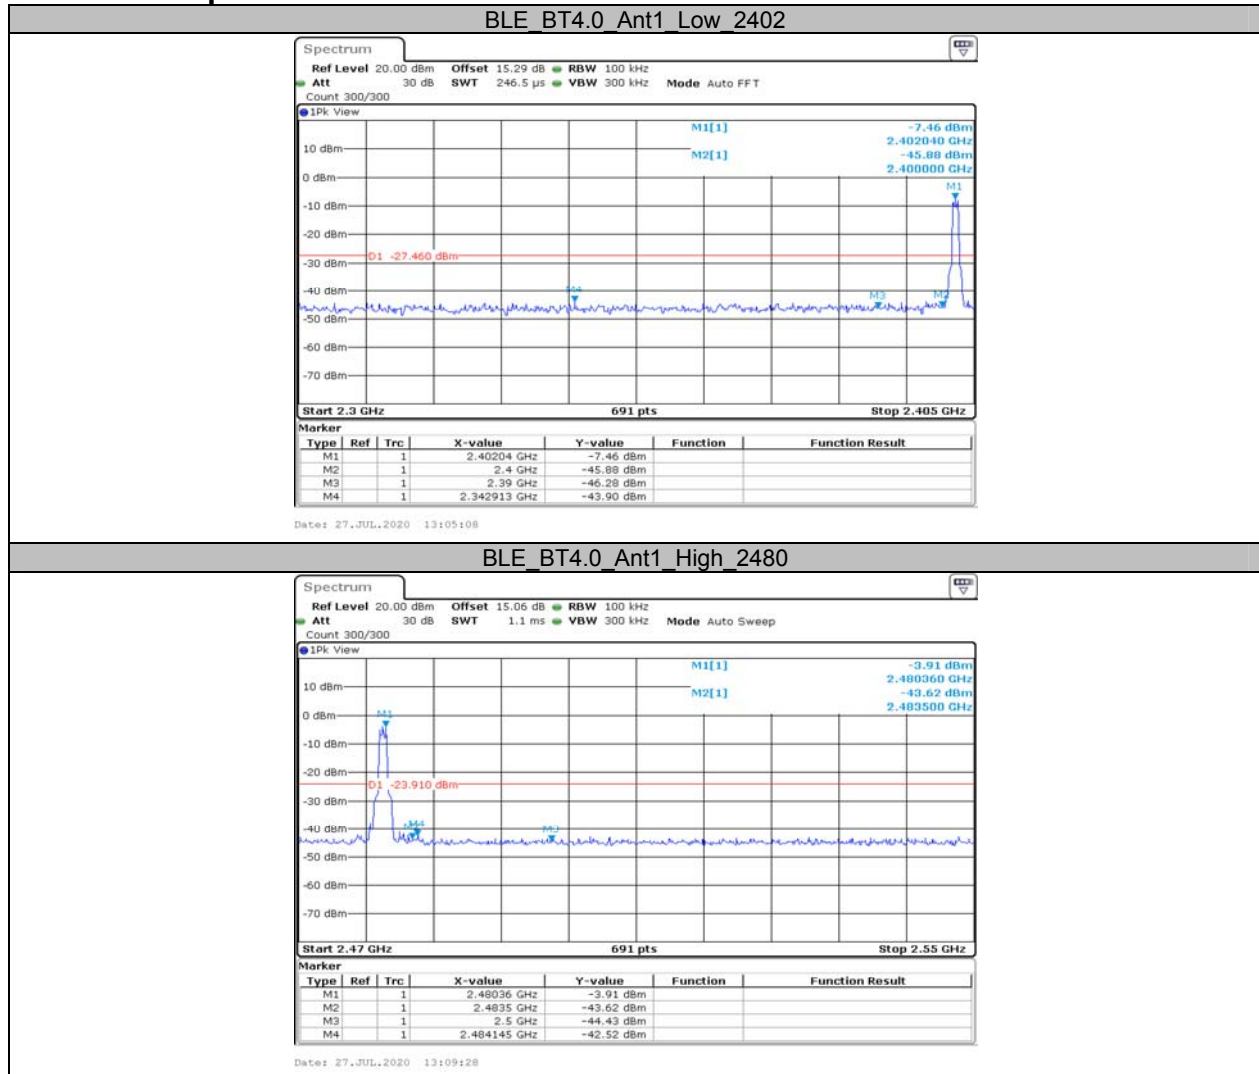 BLE_BT4.0_Ant1_Low_2402
Spectrum
Ref Level 20.00 dBm Offset 15.29 dB RBW 100 kHz
Att 30 dB SWT 246.5 µs VBW 300 kHz Mode Auto FFT
Count 300/300
1Pk View
M1[1] -7.46 dBm
2.402040 GHz
10 dBm
M2[1] -45.88 dBm
2.400000 GHz
0 dBm
M1
-10 dBm
-20 dBm
D1 -27.460 dBm
-30 dBm
-40 dBm
M4 M3 M2
-50 dBm
-60 dBm
-70 dBm
Start 2.3 GHz 691 pts Stop 2.405 GHz
Marker
Type Ref Trc X-value Y-value Function Function Result
M1 1 2.40204 GHz -7.46 dBm
M2 1 2.4 GHz -45.88 dBm
M3 1 2.39 GHz -46.28 dBm
M4 1 2.342913 GHz -43.90 dBm
Date: 27.JUL.2020 13:05:08
BLE_BT4.0_Ant1_High_2480
Spectrum
Ref Level 20.00 dBm Offset 15.06 dB RBW 100 kHz
Att 30 dB SWT 1.1 ms VBW 300 kHz Mode Auto Sweep
Count 300/300
1Pk View
M1[1] -3.91 dBm
2.480360 GHz
10 dBm
M2[1] -43.62 dBm
2.483500 GHz
0 dBm
M1
-10 dBm
-20 dBm
D1 -23.910 dBm
-30 dBm
-40 dBm
M4 M3
-50 dBm
-60 dBm
-70 dBm
Start 2.47 GHz 691 pts Stop 2.55 GHz
Marker
Type Ref Trc X-value Y-value Function Function Result
M1 1 2.48036 GHz -3.91 dBm
M2 1 2.4835 GHz -43.62 dBm
M3 1 2.5 GHz -44.43 dBm
M4 1 2.484145 GHz -42.52 dBm
Date: 27.JUL.2020 13:09:28